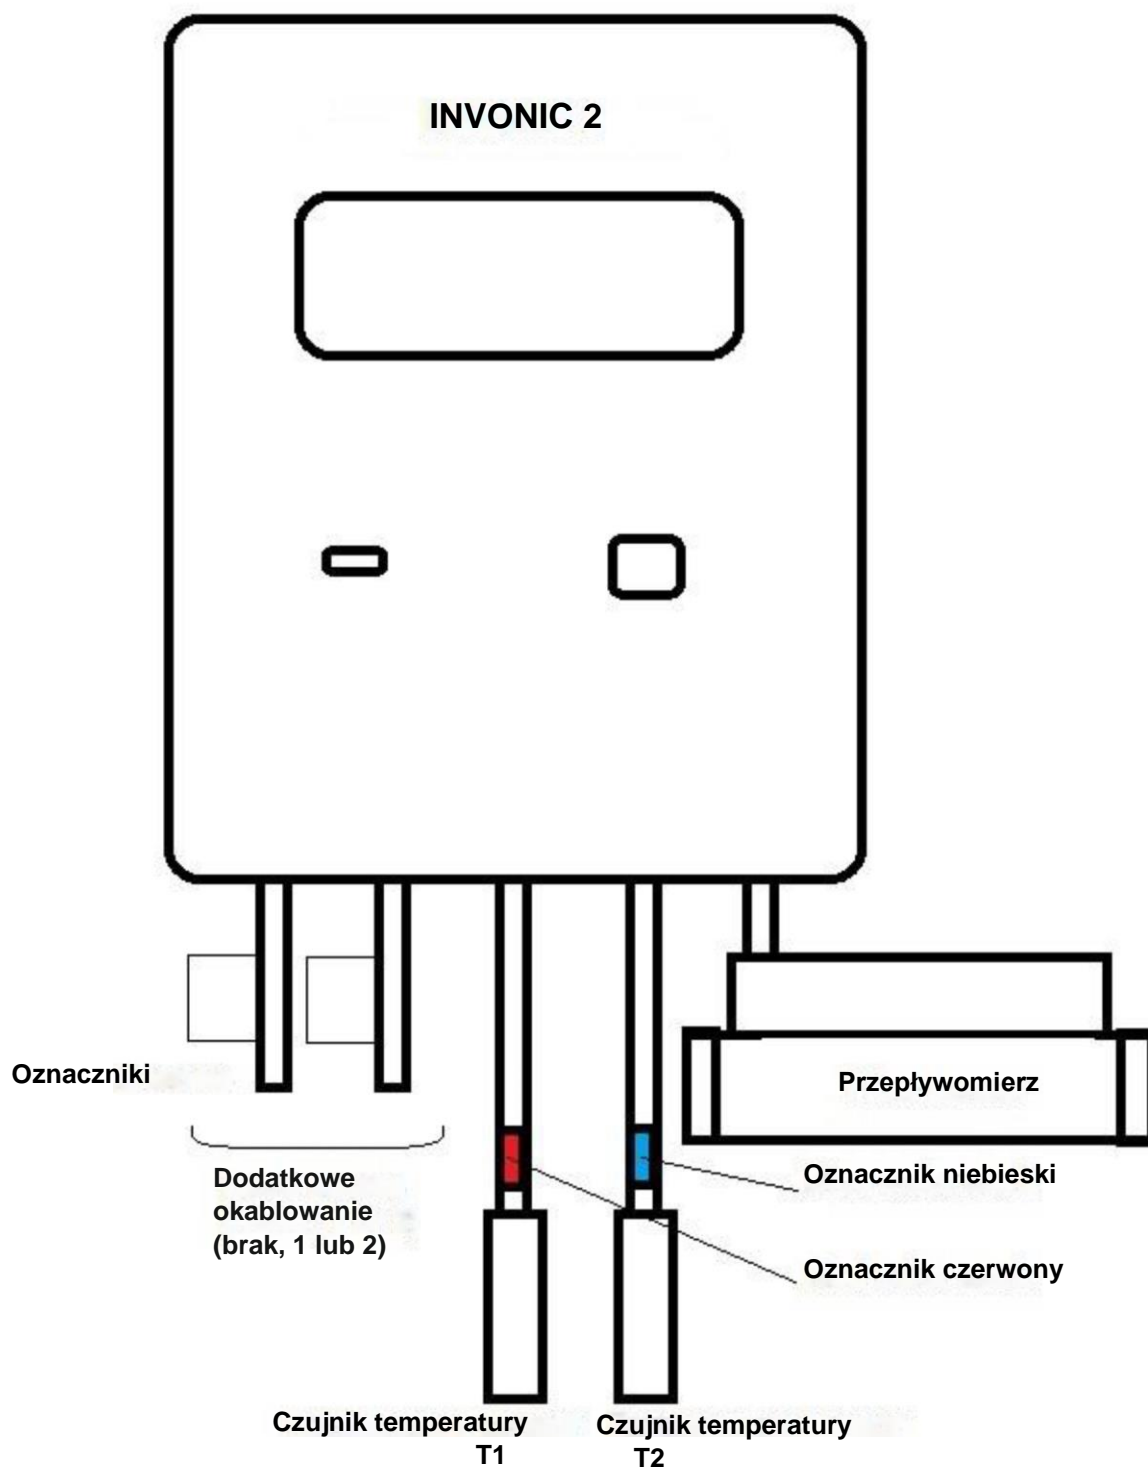 INVONIC 2
Oznaczniki
Przepływomierz
Dodatkowe
okablowanie
(brak, 1 lub 2)
Oznacznik niebieski
Oznacznik czerwony
Czujnik temperatury
T1
Czujnik temperatury
T2